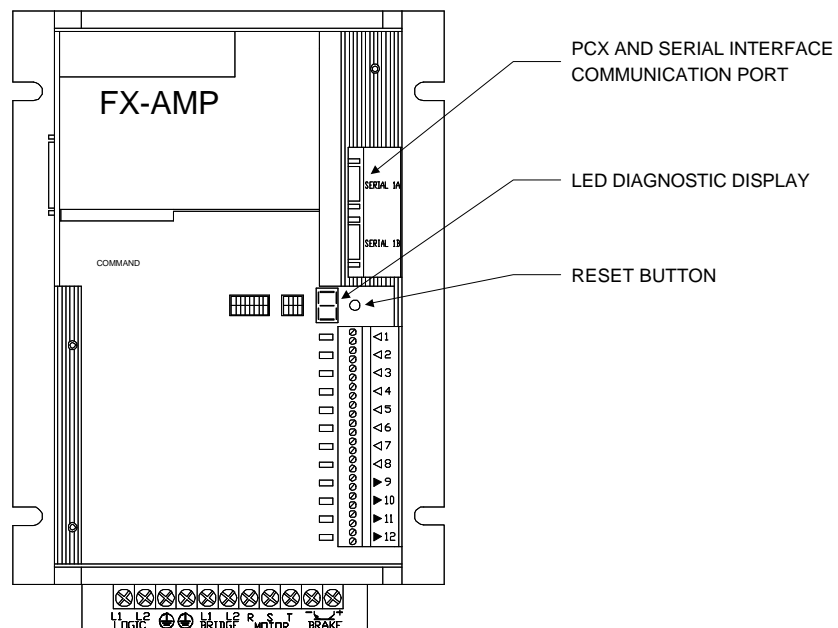 PCX AND SERIAL INTERFACE
COMMUNICATION PORT
FX-AMP
SERIAL 1A
LED DIAGNOSTIC DISPLAY
SERIAL 1B
COMMAND
RESET BUTTON
1
2
3
4
5
6
7
8
9
10
11
12
L1 L2 L1 L2 R S T - +
LOGIC BRIDGE MOTOR BRAKE